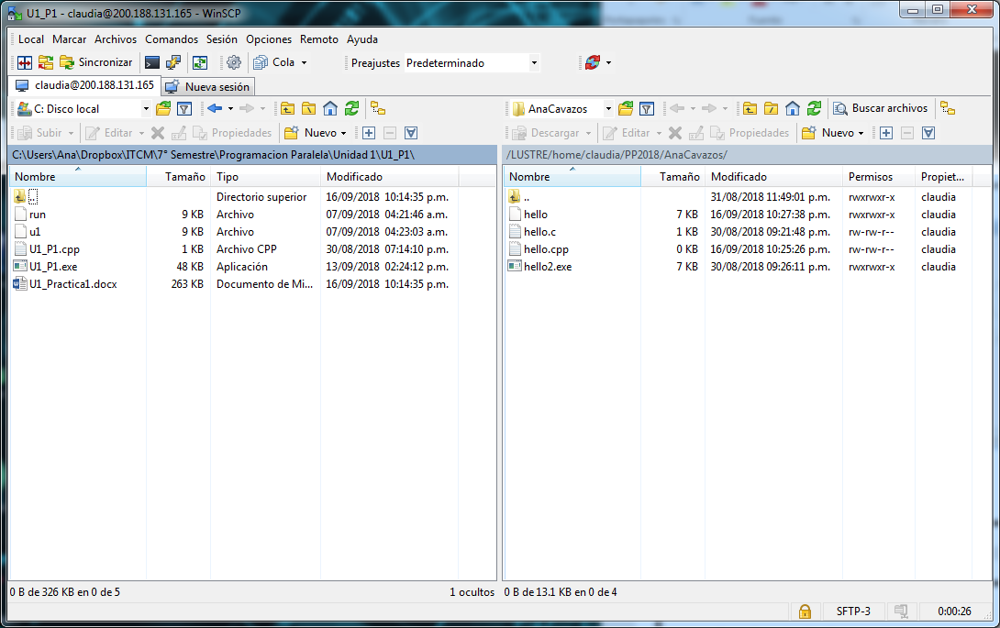 U1_P1 - claudia@200.188.131.165 - WinSCP
Local Marcar Archivos Comandos Sesión Opciones Remoto Ayuda
Sincronizar Cola Preajustes Predeterminado
claudia@200.188.131.165 Nueva sesión
C: Disco local AnaCavazos Buscar archivos
Subir Editar Propiedades Nuevo Descargar Editar Propiedades Nuevo
C:\Users\Ana\Dropbox\ITCM\7° Semestre\Programacion Paralela\Unidad 1\U1_P1\ /LUSTRE/home/claudia/PP2018/AnaCavazos/
Nombre Tamaño Tipo Modificado Nombre Tamaño Modificado Permisos Propiet...
.. Directorio superior 16/09/2018 10:14:35 p.m. .. 31/08/2018 11:49:01 p.m. rwxrwxr-x claudia
run 9 KB Archivo 07/09/2018 04:21:46 a.m. hello 7 KB 16/09/2018 10:27:38 p.m. rwxrwxr-x claudia
u1 9 KB Archivo 07/09/2018 04:23:03 a.m. hello.c 1 KB 30/08/2018 09:21:48 p.m. rw-rw-r-- claudia
U1_P1.cpp 1 KB Archivo CPP 30/08/2018 07:14:10 p.m. hello.cpp 0 KB 16/09/2018 10:25:26 p.m. rw-rw-r-- claudia
U1_P1.exe 48 KB Aplicación 13/09/2018 02:24:12 p.m. hello2.exe 7 KB 30/08/2018 09:26:11 p.m. rwxrwxr-x claudia
U1_Practica1.docx 263 KB Documento de Mi... 16/09/2018 10:14:35 p.m.
0 B de 326 KB en 0 de 5 1 ocultos 0 B de 13.1 KB en 0 de 4
SFTP-3 0:00:26